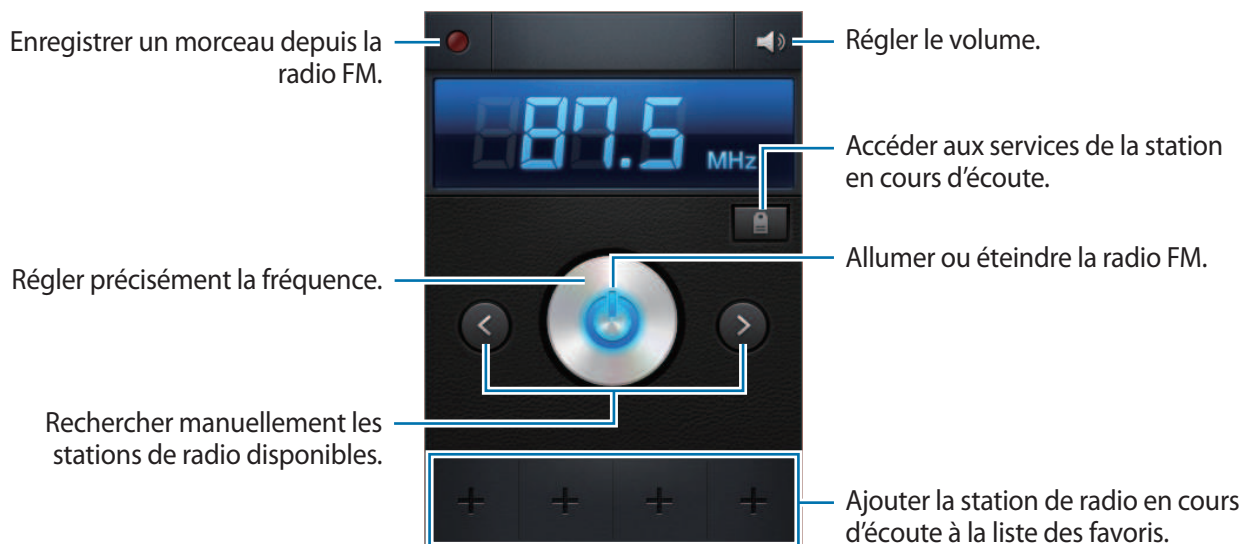 Enregistrer un morceau depuis la
radio FM.
Régler le volume.
87.5 MHz
Accéder aux services de la station
en cours d’écoute.
Allumer ou éteindre la radio FM.
Régler précisément la fréquence.
Rechercher manuellement les
stations de radio disponibles.
Ajouter la station de radio en cours
d’écoute à la liste des favoris.